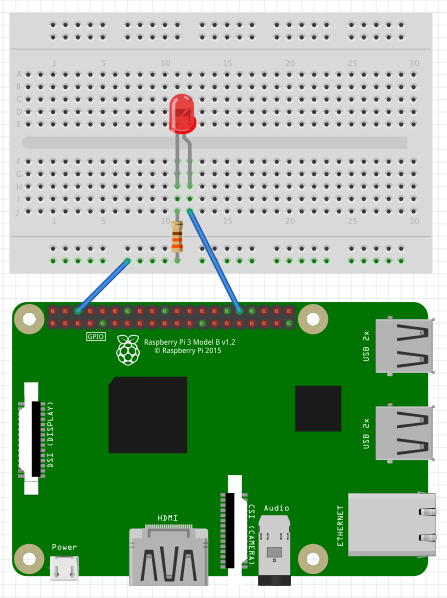 1 5 10 15 20 25 30
A
B
C
D
E
F
G
H
I
J
1 5 10 15 20 25 30
GPIO
Raspberry Pi 3 Model B v1.2
© Raspberry Pi 2015
USB 2x
DSI (DISPLAY)
USB 2x
HDMI
CSI (CAMERA)
Audio
ETHERNET
Power